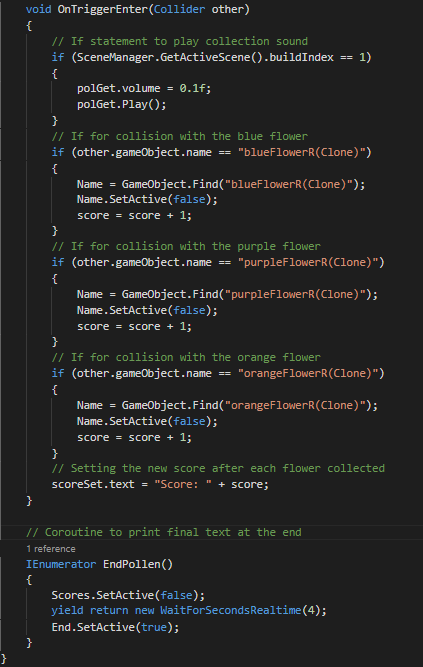 void OnTriggerEnter(Collider other)
{
// If statement to play collection sound
if (SceneManager.GetActiveScene().buildIndex == 1)
{
polGet.volume = 0.1f;
polGet.Play();
}
// If for collision with the blue flower
if (other.gameObject.name == "blueFlowerR(Clone)")
{
Name = GameObject.Find("blueFlowerR(Clone)");
Name.SetActive(false);
score = score + 1;
}
// If for collision with the purple flower
if (other.gameObject.name == "purpleFlowerR(Clone)")
{
Name = GameObject.Find("purpleFlowerR(Clone)");
Name.SetActive(false);
score = score + 1;
}
// If for collision with the orange flower
if (other.gameObject.name == "orangeFlowerR(Clone)")
{
Name = GameObject.Find("orangeFlowerR(Clone)");
Name.SetActive(false);
score = score + 1;
}
// Setting the new score after each flower collected
scoreSet.text = "Score: " + score;
}
// Coroutine to print final text at the end
1 reference
IEnumerator EndPollen()
{
Scores.SetActive(false);
yield return new WaitForSecondsRealtime(4);
End.SetActive(true);
}
}